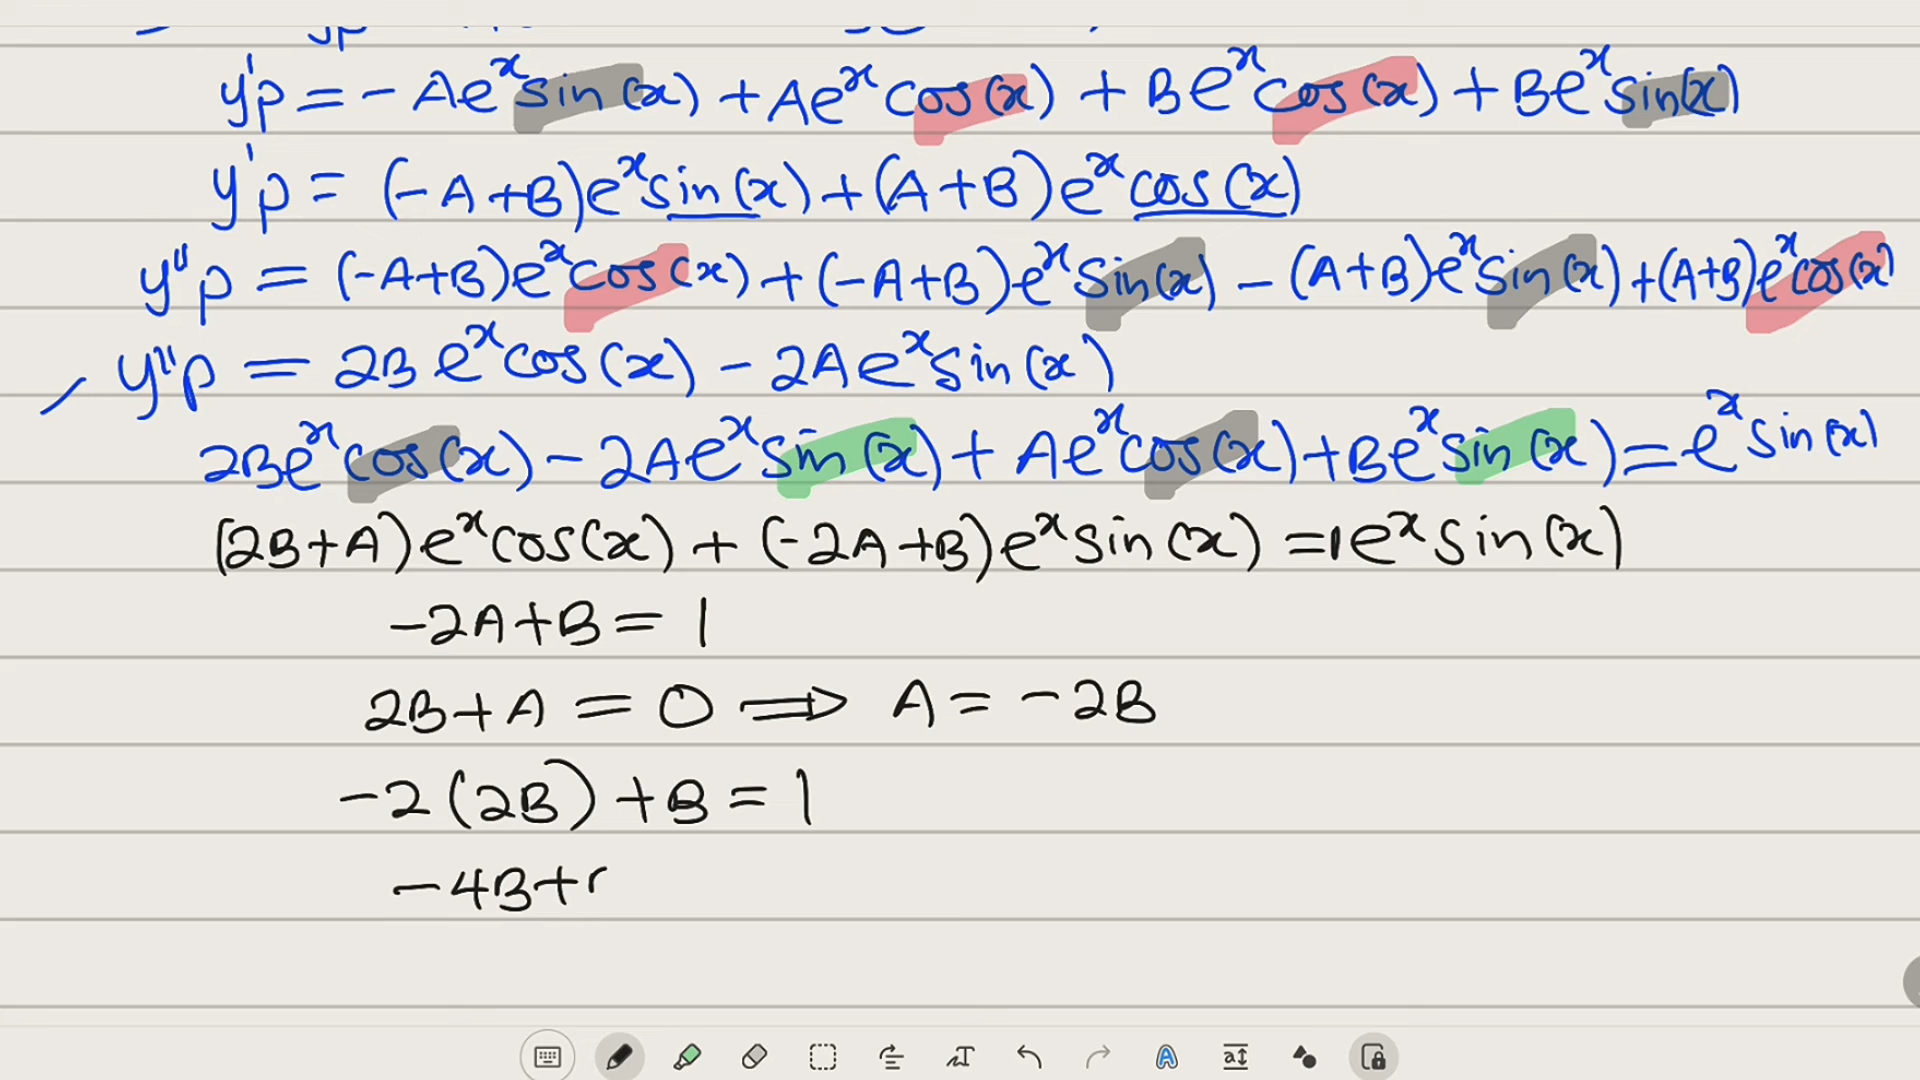 y'p = - Ae^x sin(x) + Ae^x cos(x) + Be^x cos(x) + Be^x sin(x)
y'p = (-A+B)e^x sin(x) + (A+B)e^x cos(x)
y''p = (-A+B)e^x cos(x) + (-A+B)e^x sin(x) - (A+B)e^x sin(x) + (A+B)e^x cos(x)
y''p = 2Be^x cos(x) - 2Ae^x sin(x)
2Be^x cos(x) - 2Ae^x sin(x) + Ae^x cos(x) + Be^x sin(x) = e^x sin(x)
(2B+A)e^x cos(x) + (-2A+B)e^x sin(x) = 1e^x sin(x)
-2A+B = 1
2B+A = 0 ⟹ A = -2B
-2(2B) + B = 1
-4B+